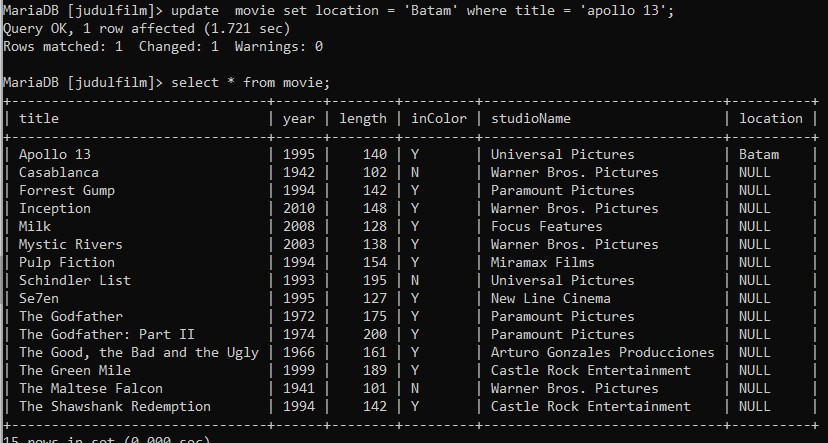 MariaDB [judulfilm]> update  movie set location = 'Batam' where title = 'apollo 13';
Query OK, 1 row affected (1.721 sec)
Rows matched: 1  Changed: 1  Warnings: 0

MariaDB [judulfilm]> select * from movie;
+-------------------------------+------+--------+---------+-----------------------------+----------+
| title                         | year | length | inColor | studioName                  | location |
+-------------------------------+------+--------+---------+-----------------------------+----------+
| Apollo 13                     | 1995 |    140 | Y       | Universal Pictures          | Batam    |
| Casablanca                    | 1942 |    102 | N       | Warner Bros. Pictures       | NULL     |
| Forrest Gump                  | 1994 |    142 | Y       | Paramount Pictures          | NULL     |
| Inception                     | 2010 |    148 | Y       | Warner Bros. Pictures       | NULL     |
| Milk                          | 2008 |    128 | Y       | Focus Features              | NULL     |
| Mystic Rivers                 | 2003 |    138 | Y       | Warner Bros. Pictures       | NULL     |
| Pulp Fiction                  | 1994 |    154 | Y       | Miramax Films               | NULL     |
| Schindler List                | 1993 |    195 | N       | Universal Pictures          | NULL     |
| Se7en                         | 1995 |    127 | Y       | New Line Cinema             | NULL     |
| The Godfather                 | 1972 |    175 | Y       | Paramount Pictures          | NULL     |
| The Godfather: Part II        | 1974 |    200 | Y       | Paramount Pictures          | NULL     |
| The Good, the Bad and the Ugly | 1966 |    161 | Y       | Arturo Gonzales Producciones | NULL     |
| The Green Mile                | 1999 |    189 | Y       | Castle Rock Entertainment   | NULL     |
| The Maltese Falcon            | 1941 |    101 | N       | Warner Bros. Pictures       | NULL     |
| The Shawshank Redemption      | 1994 |    142 | Y       | Castle Rock Entertainment   | NULL     |
+-------------------------------+------+--------+---------+-----------------------------+----------+
15 rows in set (0.000 sec)